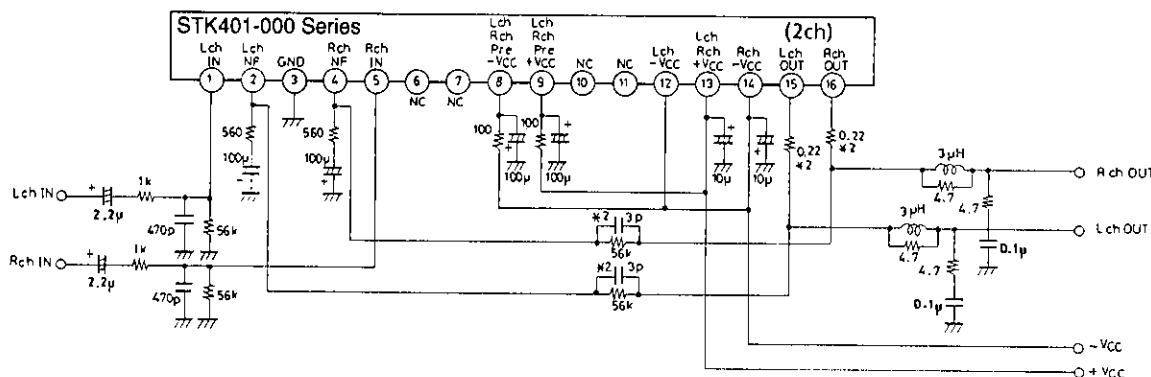 STK401-000 Series
(2ch)
Lch IN
Lch NF
GND
Rch NF
Rch IN
Lch Rch Pre -VCC
Lch Rch Pre +VCC
NC
NC
Lch -VCC
Lch Rch +VCC
Rch -VCC
Lch OUT
Rch OUT
1
2
3
4
5
6
7
8
9
10
11
12
13
14
15
16
NC
NC
560
100μ
560
100μ
100
+
100μ
100
+
100μ
+
10μ
+
10μ
0.22
*2
0.22
*2
3μH
4.7
4.7
Rch OUT
3μH
4.7
4.7
Lch OUT
0.1μ
0.1μ
Lch IN
+
2.2μ
1k
470p
56k
Rch IN
+
2.2μ
1k
470p
56k
*2
3p
56k
*2
3p
56k
-VCC
+VCC